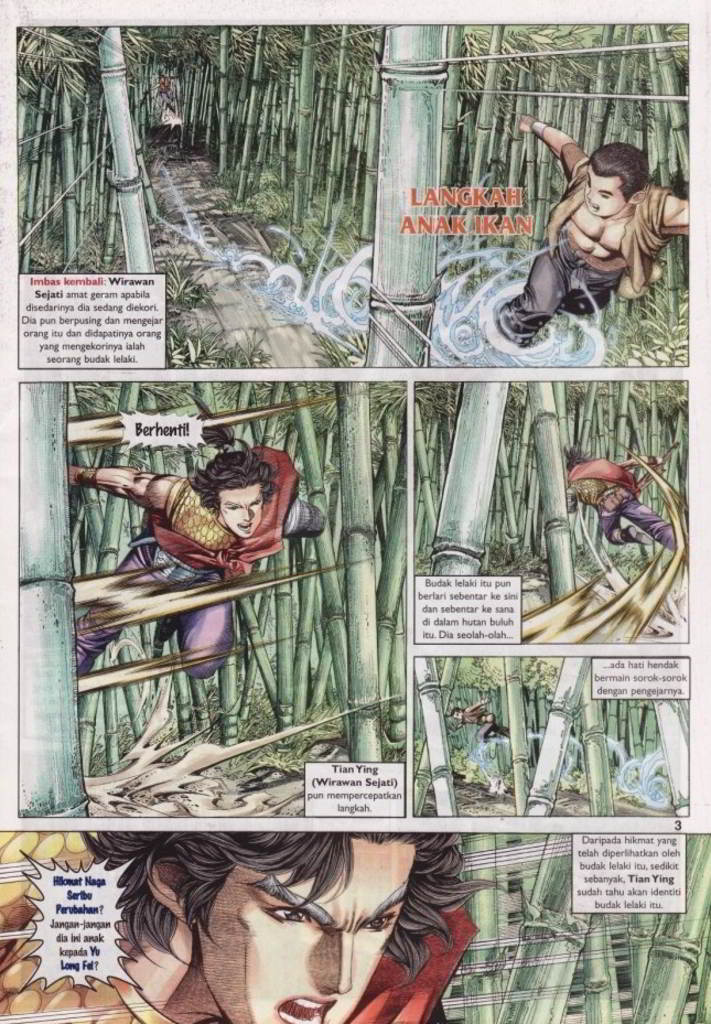 LANGKAH
ANAK IKAN
Imbas kembali: Wirawan
Sejati amat geram apabila
disedarinya dia sedang diekori.
Dia pun berpusing dan mengejar
orang itu dan didapatinya orang
yang mengekorinya ialah
seorang budak lelaki.
Berhenti!
Tian Ying
(Wirawan Sejati)
pun mempercepatkan
langkah.
Budak lelaki itu pun
berlari sebentar ke sini
dan sebentar ke sana
di dalam hutan buluh
itu. Dia seolah-olah...
...ada hati hendak
bermain sorok-sorok
dengan pengejarnya.
3
Hikmat Naga
Seribu
Perubahan?
Jangan-jangan
dia ini anak
kepada Yu
Long Fei?
Daripada hikmat yang
telah diperlihatkan oleh
budak lelaki itu, sedikit
sebanyak, Tian Ying
sudah tahu akan identiti
budak lelaki itu.